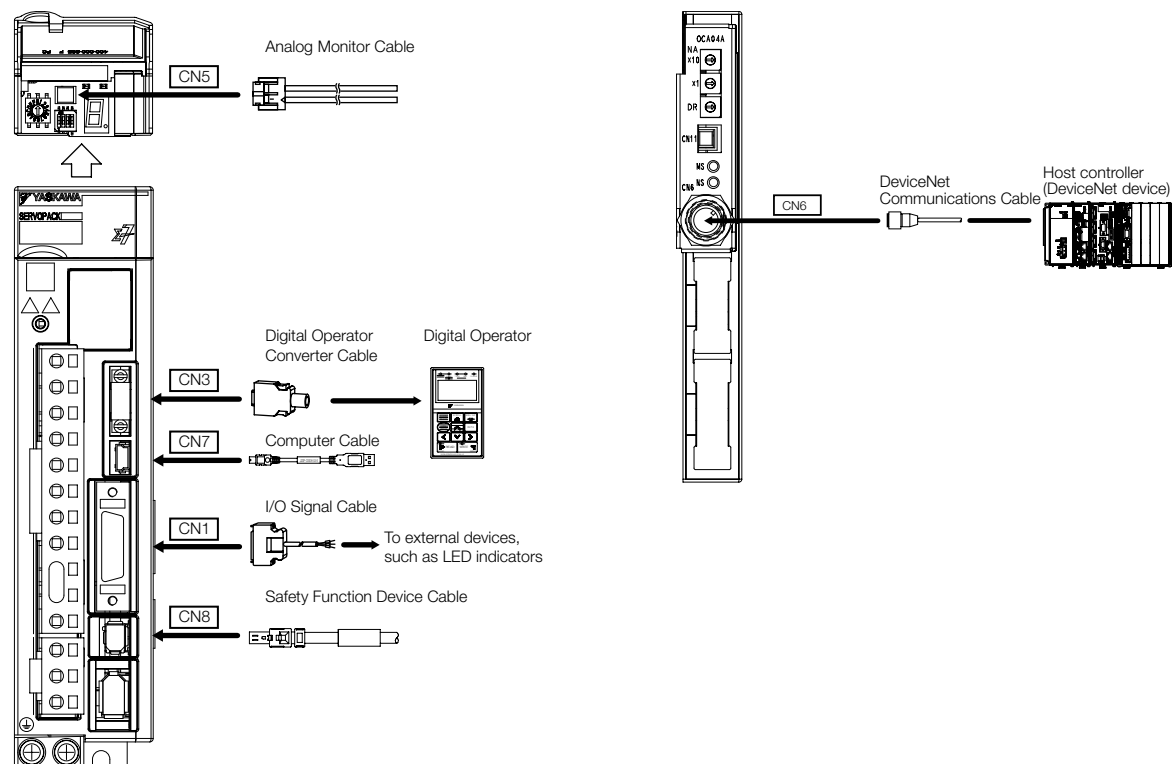 Analog Monitor Cable
CN5
YASKAWA
SERVOPACK
Digital Operator
Converter Cable
Digital Operator
CN3
CN7
Computer Cable
I/O Signal Cable
CN1
To external devices,
such as LED indicators
Safety Function Device Cable
CN8
OCA04A
NA
x10
x1
DR
CN11
MS
NS
CN6
CN6
DeviceNet
Communications Cable
Host controller
(DeviceNet device)